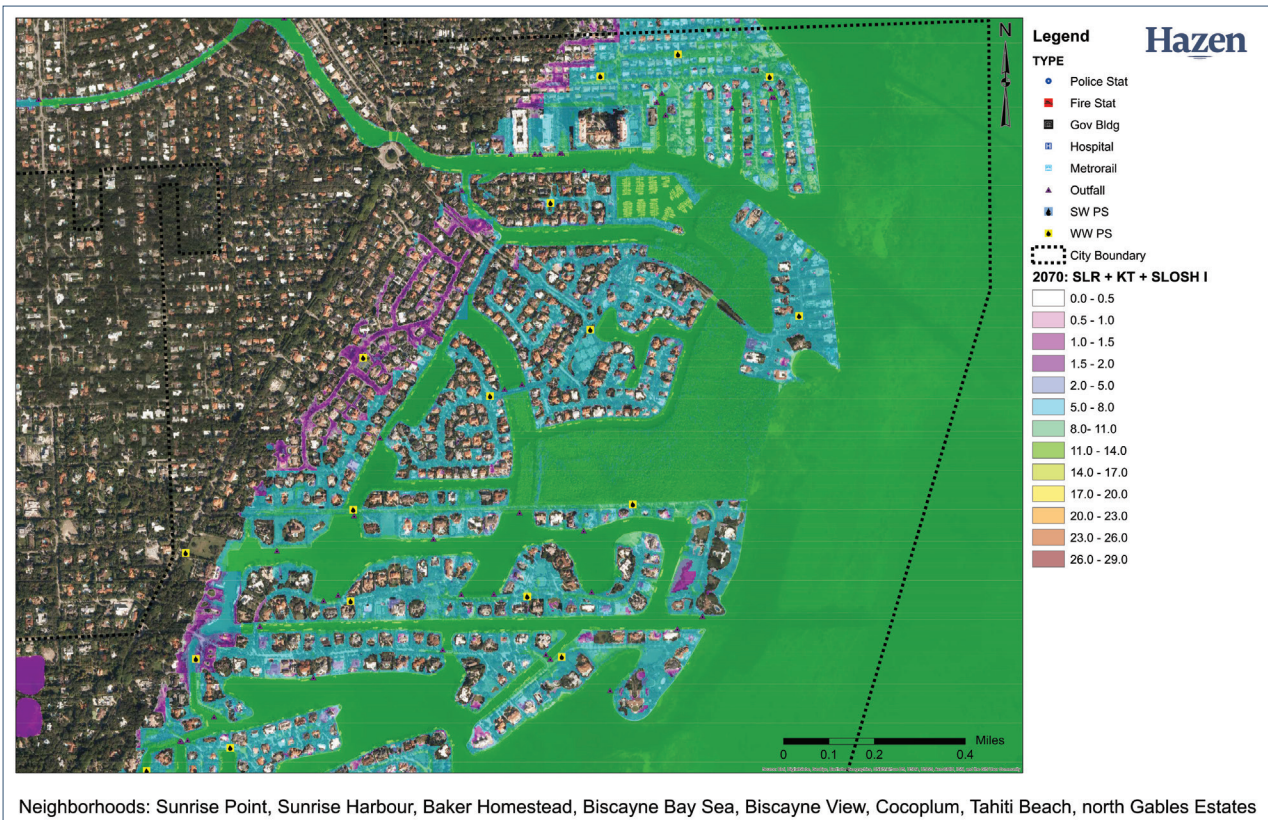 Legend
Hazen
N
TYPE
Police Stat
Fire Stat
Gov Bldg
Hospital
Metrorail
Outfall
SW PS
WW PS
City Boundary
2070: SLR + KT + SLOSH I
0.0 - 0.5
0.5 - 1.0
1.0 - 1.5
1.5 - 2.0
2.0 - 5.0
5.0 - 8.0
8.0- 11.0
11.0 - 14.0
14.0 - 17.0
17.0 - 20.0
20.0 - 23.0
23.0 - 26.0
26.0 - 29.0
Miles
0 0.1 0.2 0.4
Neighborhoods: Sunrise Point, Sunrise Harbour, Baker Homestead, Biscayne Bay Sea, Biscayne View, Cocoplum, Tahiti Beach, north Gables Estates